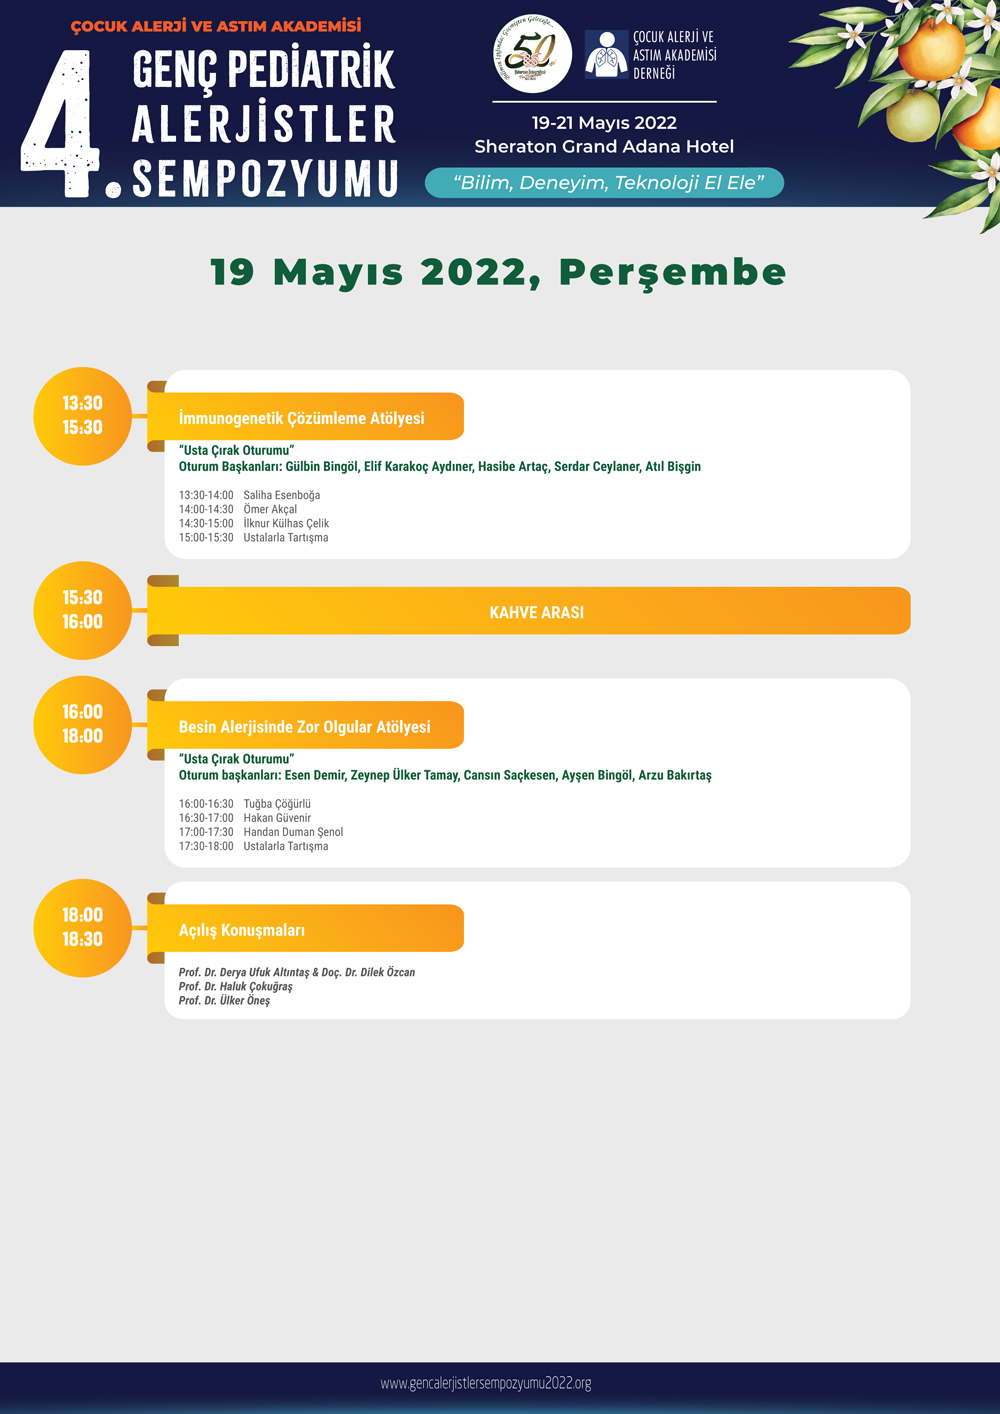 ÇOCUK ALERJİ VE ASTIM AKADEMİSİ
4.
GENÇ PEDİATRİK
ALERJİSTLER
SEMPOZYUMU
Geçmişten Geleceğe...
50
ÇOCUK ALERJİ VE
ASTIM AKADEMİSİ
DERNEĞİ
19-21 Mayıs 2022
Sheraton Grand Adana Hotel
“Bilim, Deneyim, Teknoloji El Ele”
19 Mayıs 2022, Perşembe
13:30
15:30
İmmunogenetik Çözümleme Atölyesi
“Usta Çırak Oturumu”
Oturum Başkanları: Gülbin Bingöl, Elif Karakoç Aydıner, Hasibe Artaç, Serdar Ceylaner, Atıl Bişgin
13:30-14:00 Saliha Esenboğa
14:00-14:30 Ömer Akçal
14:30-15:00 İlknur Külhas Çelik
15:00-15:30 Ustalarla Tartışma
15:30
16:00
KAHVE ARASI
16:00
18:00
Besin Alerjisinde Zor Olgular Atölyesi
“Usta Çırak Oturumu”
Oturum başkanları: Esen Demir, Zeynep Ülker Tamay, Cansın Saçkesen, Ayşen Bingöl, Arzu Bakırtaş
16:00-16:30 Tuğba Çöğürlü
16:30-17:00 Hakan Güvenir
17:00-17:30 Handan Duman Şenol
17:30-18:00 Ustalarla Tartışma
18:00
18:30
Açılış Konuşmaları
Prof. Dr. Derya Ufuk Altıntaş & Doç. Dr. Dilek Özcan
Prof. Dr. Haluk Çokuğraş
Prof. Dr. Ülker Öneş
www.gencalerjistlersempozyumu2022.org